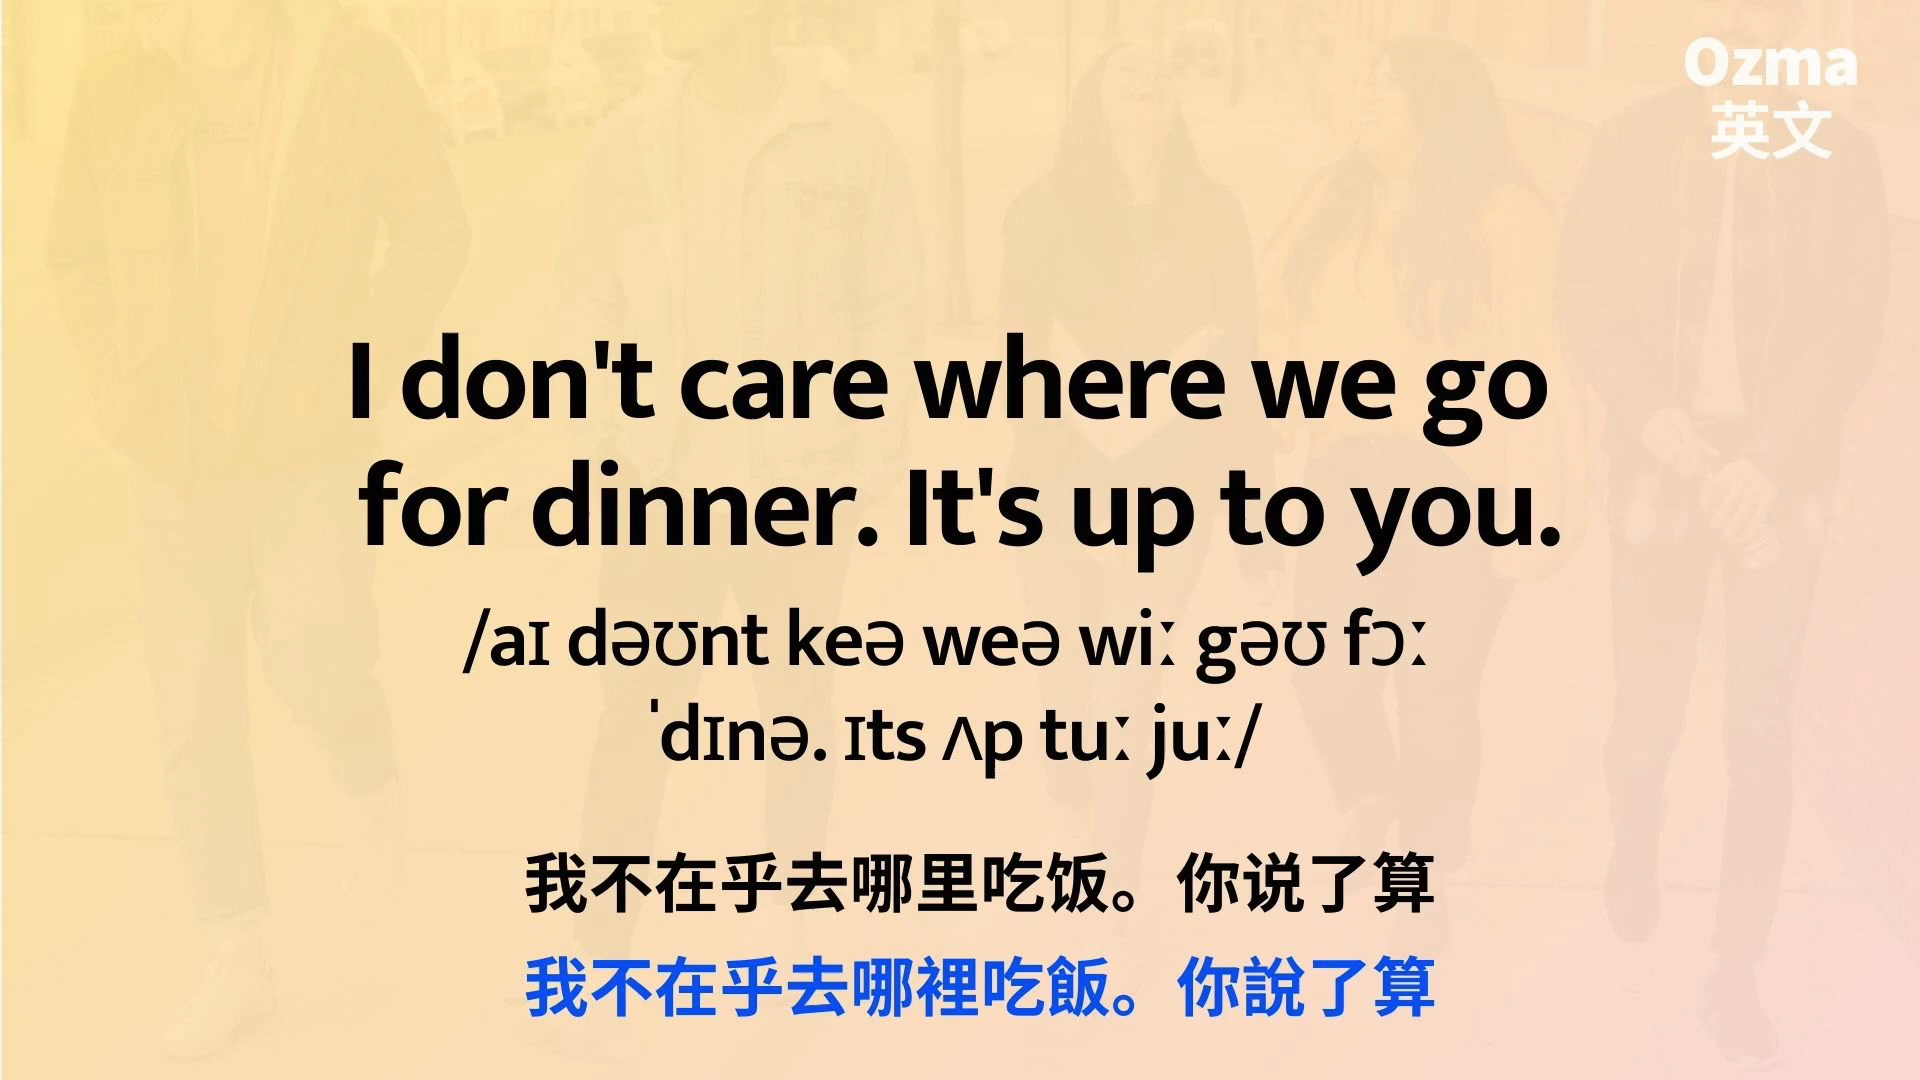 Ozma
英文
I don't care where we go
for dinner. It's up to you.
/aɪ dəʊnt keə weə wiː gəʊ fɔː
ˈdɪnə. ɪts ʌp tuː juː/
我不在乎去哪里吃饭。你说了算
我不在乎去哪裡吃飯。你說了算